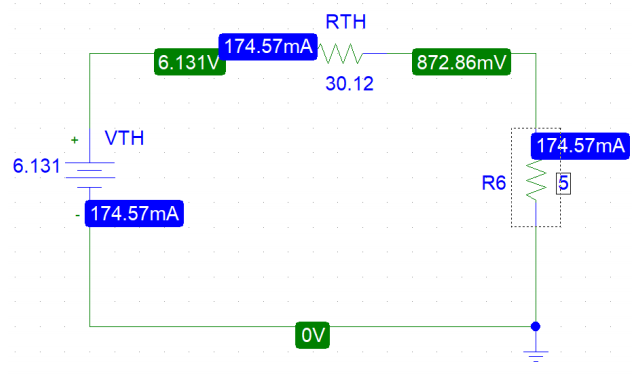 RTH
174.57mA
6.131V
872.86mV
30.12
+
VTH
174.57mA
6.131
R6
5
-
174.57mA
0V